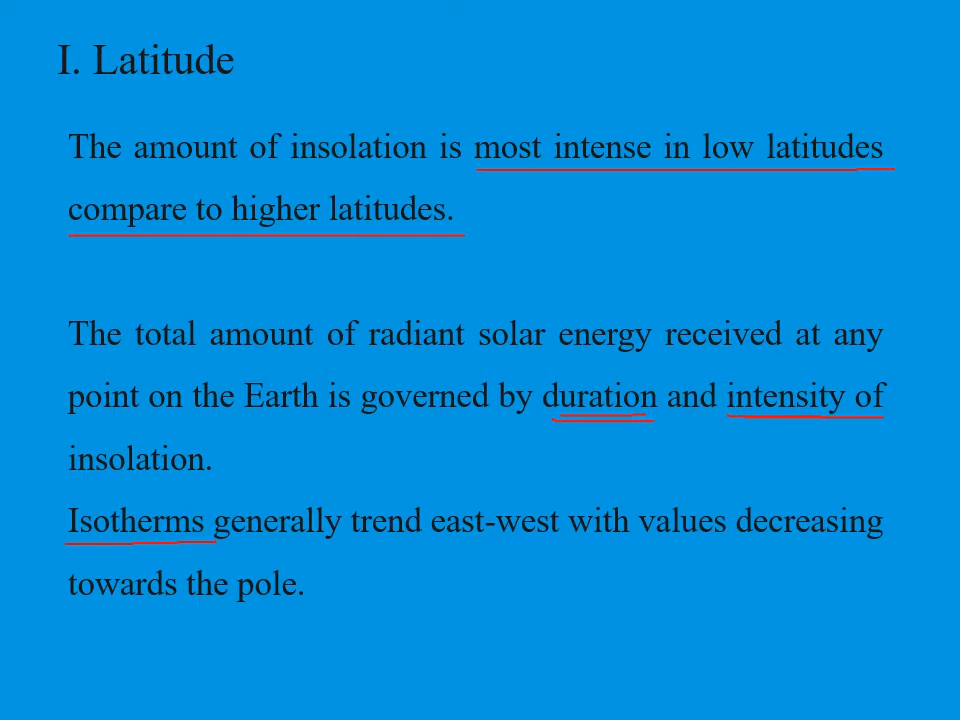 I. Latitude
The amount of insolation is most intense in low latitudes
compare to higher latitudes.
The total amount of radiant solar energy received at any
point on the Earth is governed by duration and intensity of
insolation.
Isotherms generally trend east-west with values decreasing
towards the pole.